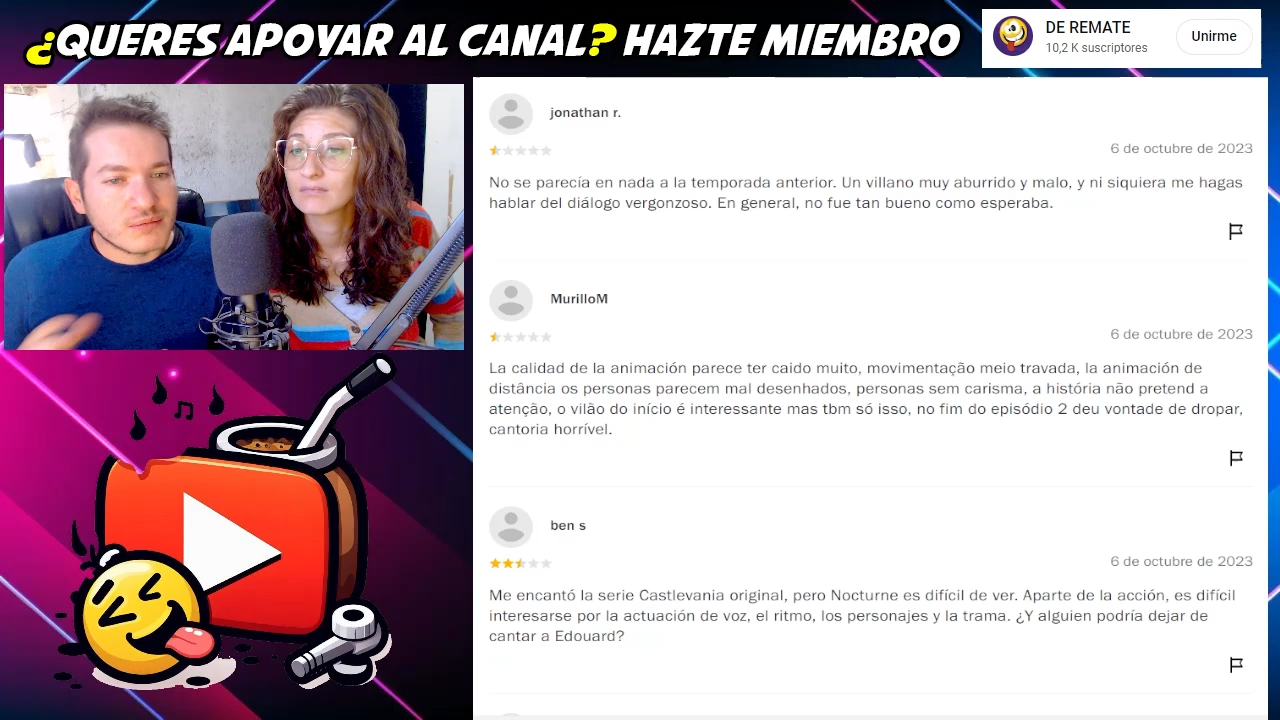 ¿QUERES APOYAR AL CANAL? HAZTE MIEMBRO
DE REMATE
10,2 K suscriptores
Unirme
jonathan r.
6 de octubre de 2023
No se parecía en nada a la temporada anterior. Un villano muy aburrido y malo, y ni siquiera me hagas
hablar del diálogo vergonzoso. En general, no fue tan bueno como esperaba.
MurilloM
6 de octubre de 2023
La calidad de la animación parece ter caido muito, movimentação meio travada, la animación de
distância os personas parecem mal desenhados, personas sem carisma, a história não pretend a
atenção, o vilão do início é interessante mas tbm só isso, no fim do episódio 2 deu vontade de dropar,
cantoria horrível.
ben s
6 de octubre de 2023
Me encantó la serie Castlevania original, pero Nocturne es difícil de ver. Aparte de la acción, es difícil
interesarse por la actuación de voz, el ritmo, los personajes y la trama. ¿Y alguien podría dejar de
cantar a Edouard?